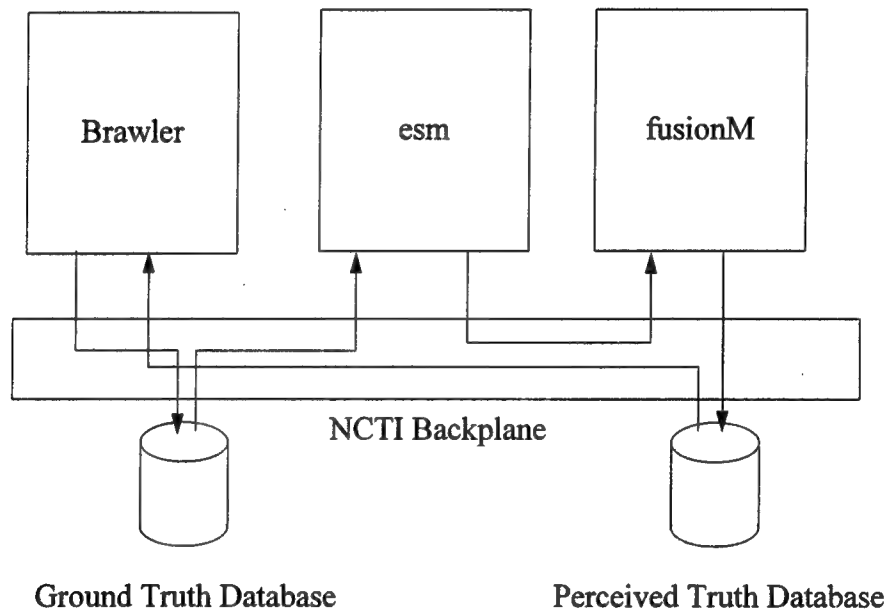 Brawler
esm
fusionM
NCTI Backplane
Ground Truth Database
Perceived Truth Database